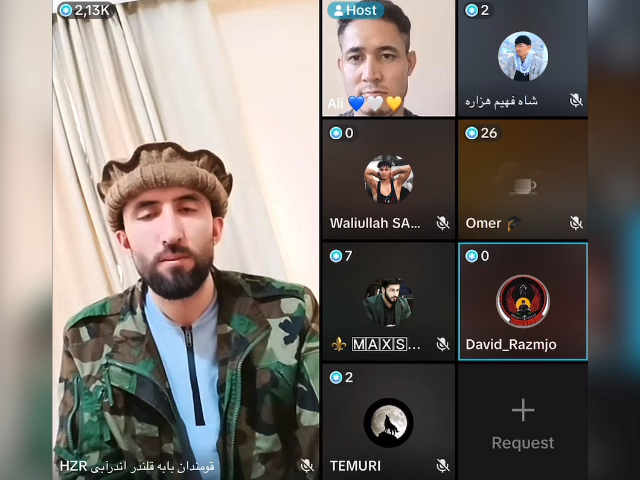 2,13K
HZR قومندان بابه قلندر اندرآبی
Host
Ali
2
شاه فهیم هزاره
0
Waliullah SA...
26
Omer
7
MAXS...
0
David_Razmjo
2
TEMURI
Request